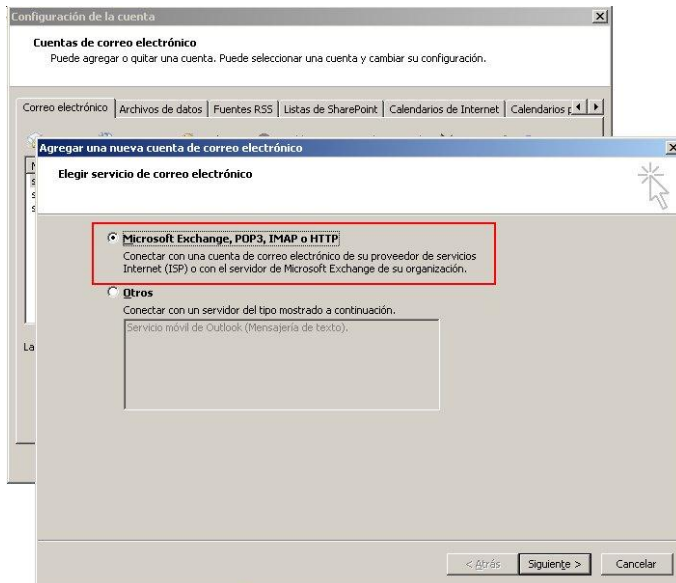 Configuración de la cuenta
Cuentas de correo electrónico
Puede agregar o quitar una cuenta. Puede seleccionar una cuenta y cambiar su configuración.
Correo electrónico Archivos de datos Fuentes RSS Listas de SharePoint Calendarios de Internet Calendarios p
Agregar una nueva cuenta de correo electrónico
Elegir servicio de correo electrónico
Microsoft Exchange, POP3, IMAP o HTTP
Conectar con una cuenta de correo electrónico de su proveedor de servicios
Internet (ISP) o con el servidor de Microsoft Exchange de su organización.
Otros
Conectar con un servidor del tipo mostrado a continuación.
Servicio móvil de Outlook (Mensajería de texto).
La
< Atrás Siguiente > Cancelar